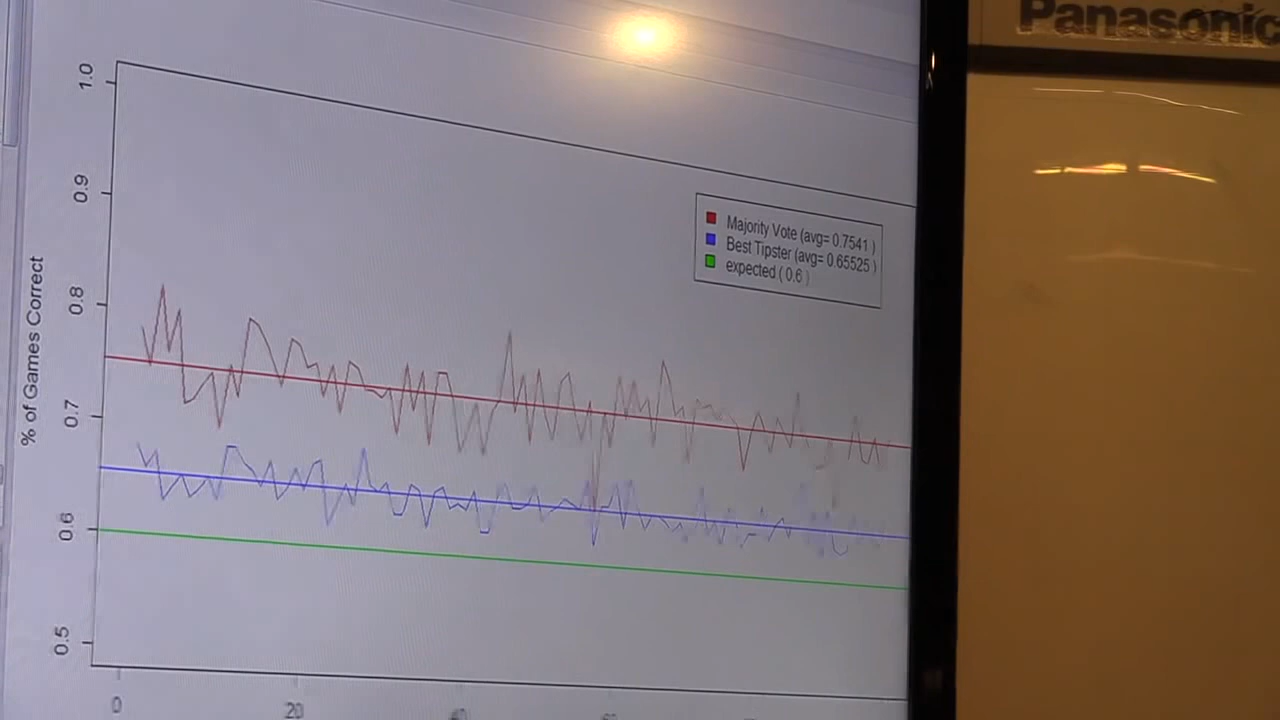 Panasonic
1.0
0.9
0.8
0.7
0.6
0.5
% of Games Correct
Majority Vote (avg= 0.7541 )
Best Tipster (avg= 0.65525 )
expected ( 0.6 )
0
20